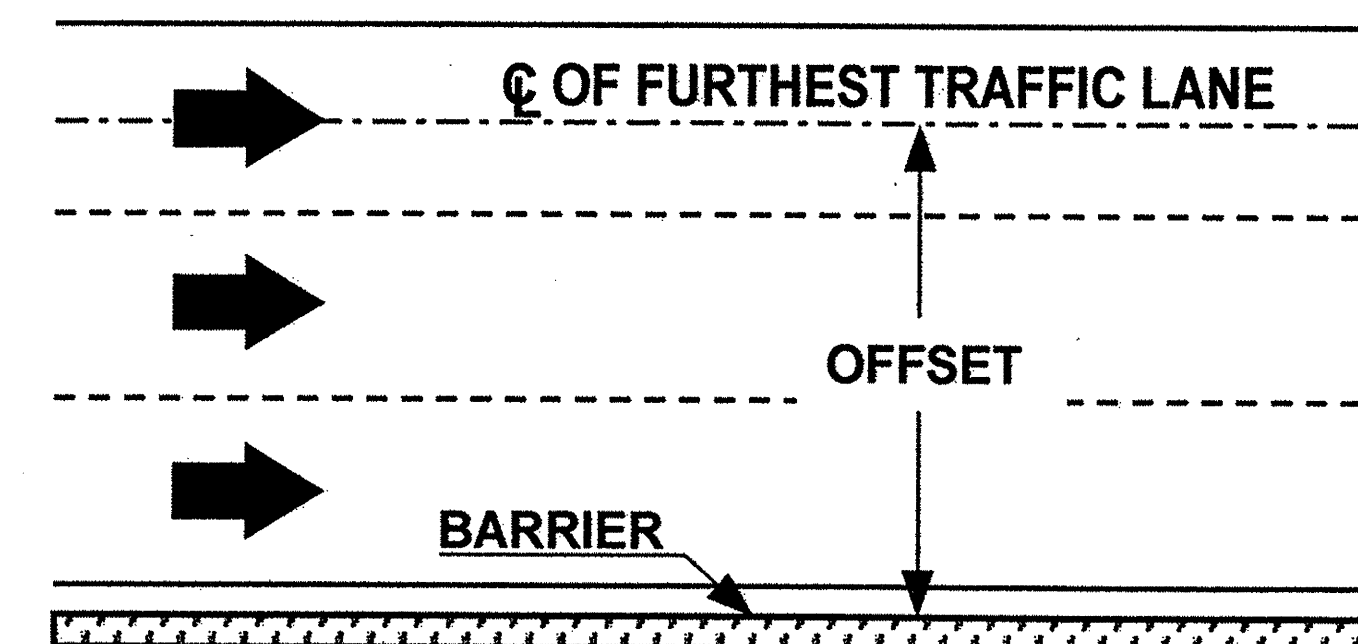 ℄ OF FURTHEST TRAFFIC LANE
OFFSET
BARRIER